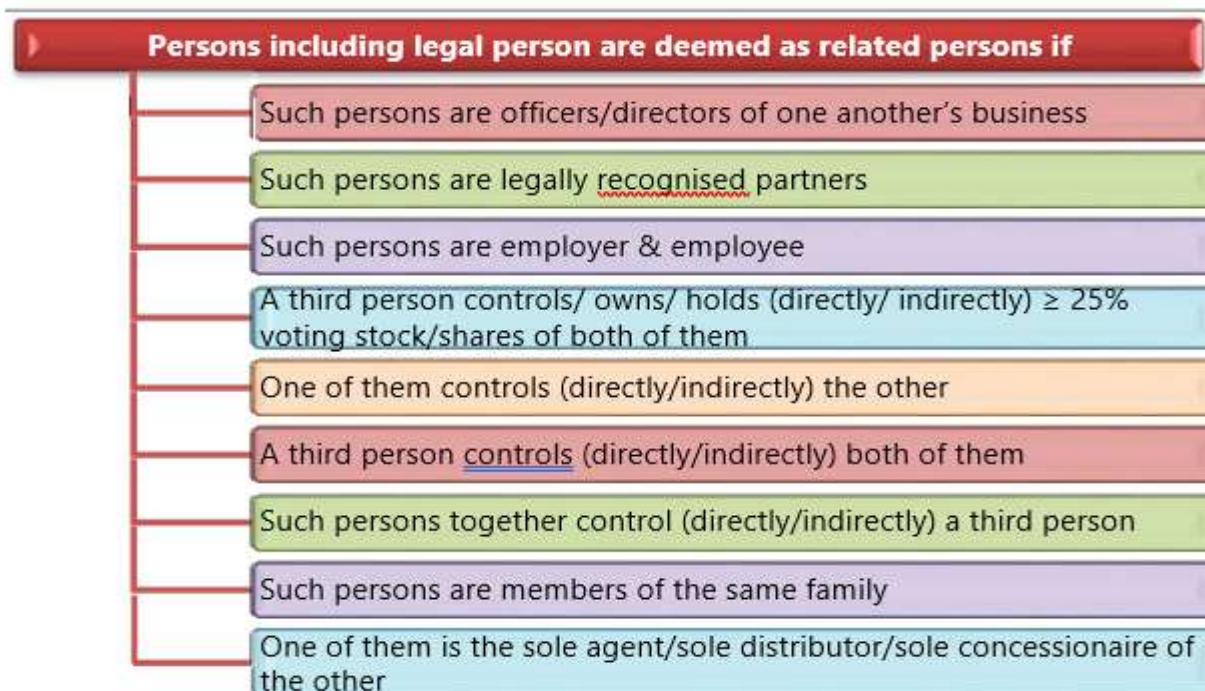 Persons including legal person are deemed as related persons if
Such persons are officers/directors of one another's business
Such persons are legally recognised partners
Such persons are employer & employee
A third person controls/ owns/ holds (directly/ indirectly) ≥ 25%
voting stock/shares of both of them
One of them controls (directly/indirectly) the other
A third person controls (directly/indirectly) both of them
Such persons together control (directly/indirectly) a third person
Such persons are members of the same family
One of them is the sole agent/sole distributor/sole concessionaire of
the other